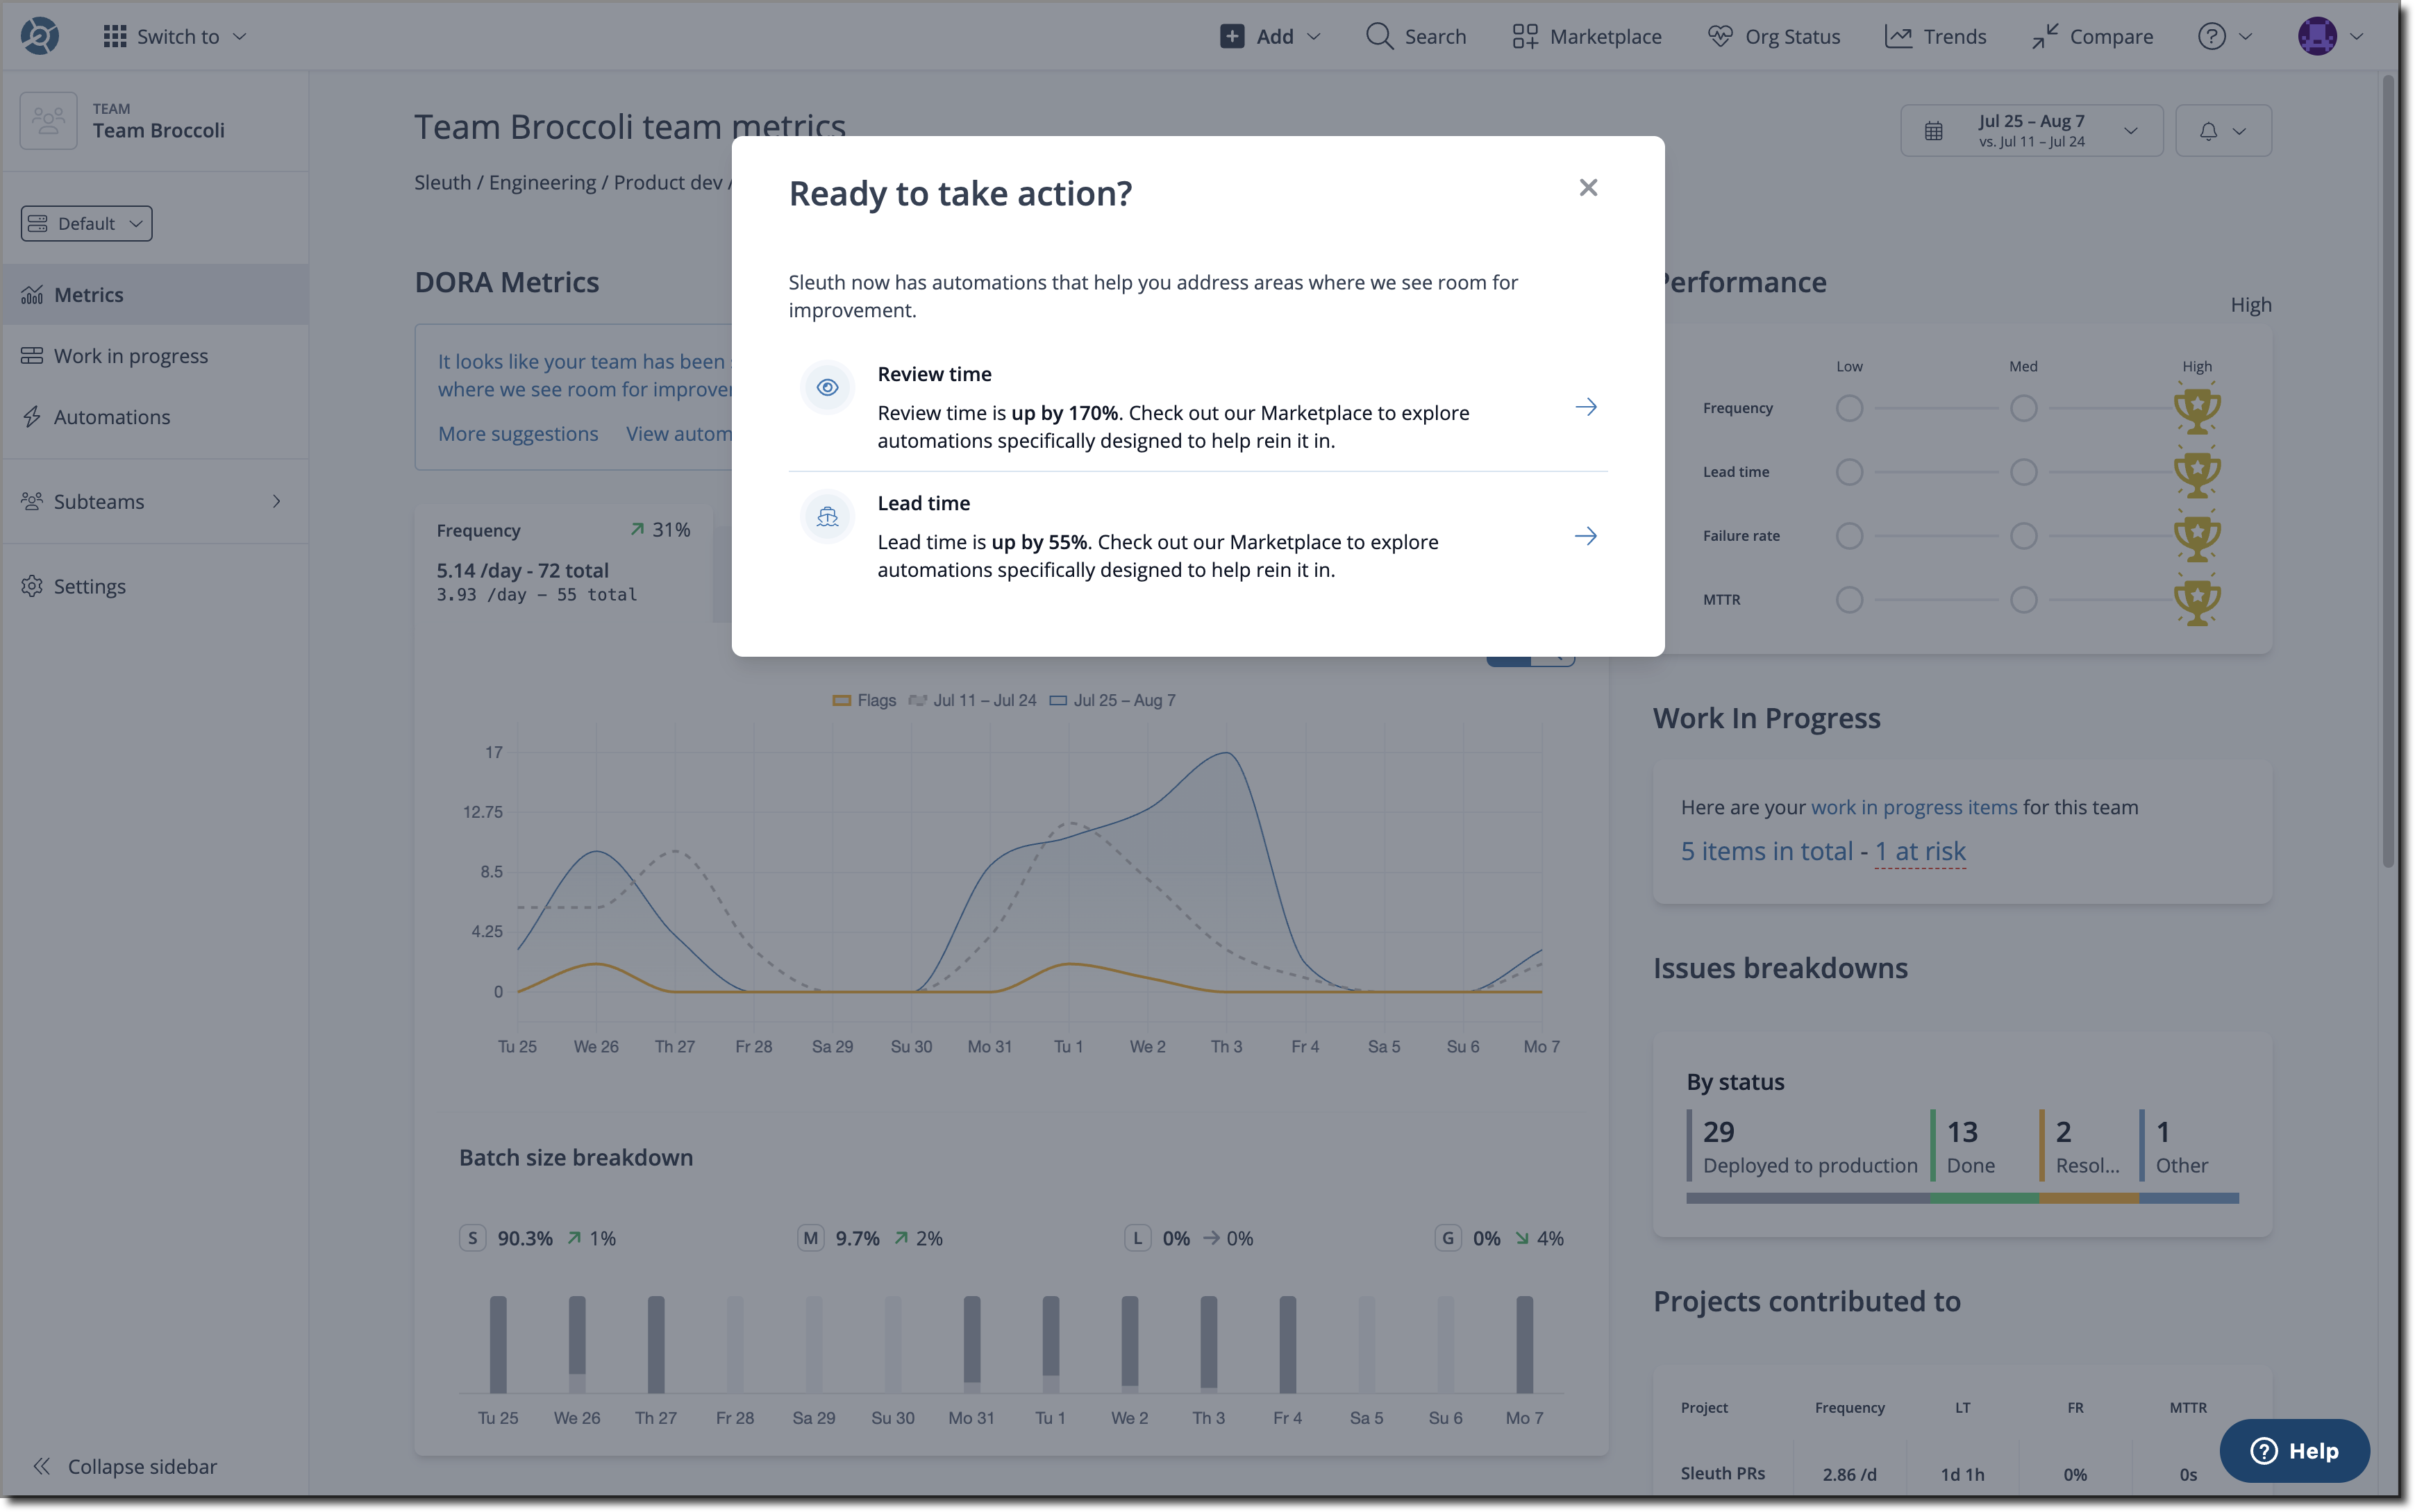 Switch to
Add
Search
Marketplace
Org Status
Trends
Compare
TEAM
Team Broccoli
Default
Metrics
Work in progress
Automations
Subteams
Settings
Collapse sidebar
Team Broccoli team metrics
Sleuth / Engineering / Product dev /
Jul 25 – Aug 7
vs. Jul 11 – Jul 24
DORA Metrics
It looks like your team has been
where we see room for
More suggestions View
Ready to take action?
Sleuth now has automations that help you address areas where we see room for
improvement.
Review time
Review time is up by 170%. Check out our Marketplace to explore
automations specifically designed to help rein it in.
Lead time
Lead time is up by 55%. Check out our Marketplace to explore
automations specifically designed to help rein it in.
Frequency 31%
5.14 /day - 72 total
3.93 /day – 55 total
Flags Jul 11 – Jul 24 Jul 25 – Aug 7
17
12.75
8.5
4.25
0
Tu 25 We 26 Th 27 Fr 28 Sa 29 Su 30 Mo 31 Tu 1 We 2 Th 3 Fr 4 Sa 5 Su 6 Mo 7
Batch size breakdown
S 90.3% 1% M 9.7% 2% L 0% 0% G 0% 4%
Tu 25 We 26 Th 27 Fr 28 Sa 29 Su 30 Mo 31 Tu 1 We 2 Th 3 Fr 4 Sa 5 Su 6 Mo 7
Performance
High
Low Med High
Frequency
Lead time
Failure rate
MTTR
Work In Progress
Here are your work in progress items for this team
5 items in total - 1 at risk
Issues breakdowns
By status
29 13 2 1
Deployed to production Done Resol... Other
Projects contributed to
Project Frequency LT FR MTTR
Sleuth PRs 2.86 /d 1d 1h 0% 0s
Help